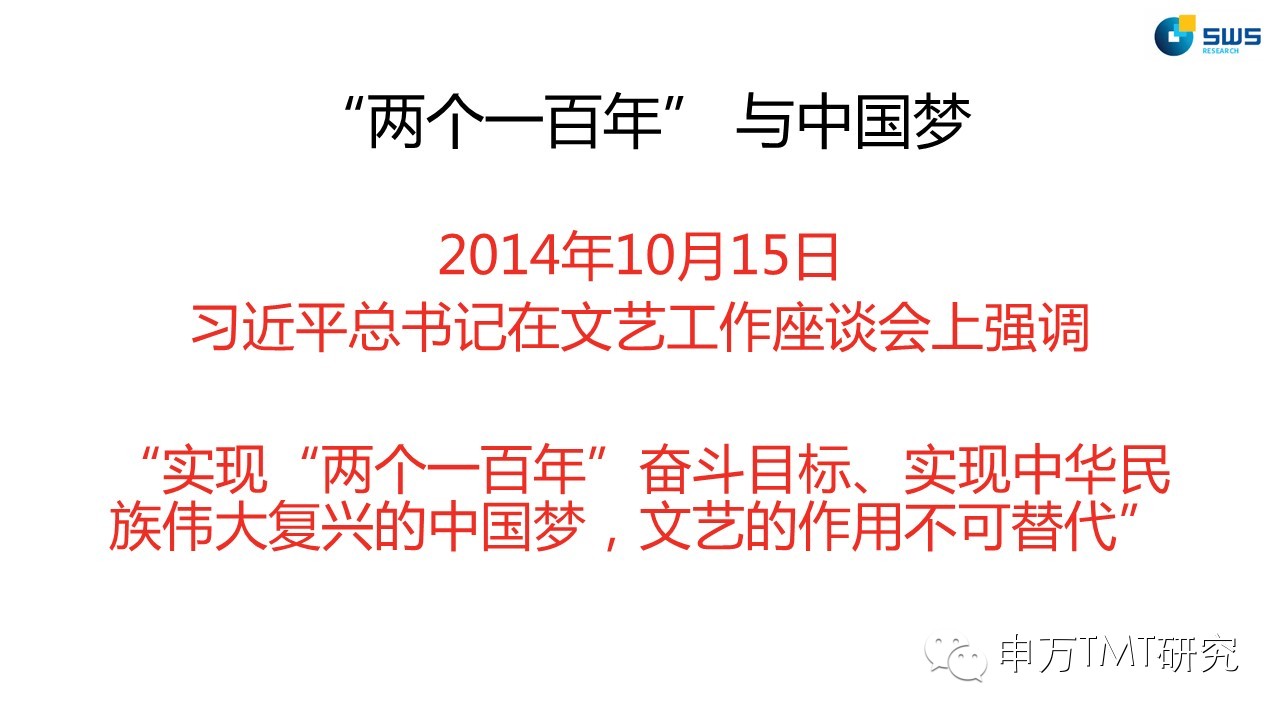 SWS
RESEARCH
“两个一百年” 与中国梦
2014年10月15日
习近平总书记在文艺工作座谈会上强调
“实现“两个一百年”奋斗目标、实现中华民
族伟大复兴的中国梦，文艺的作用不可替代”
申万TMT研究